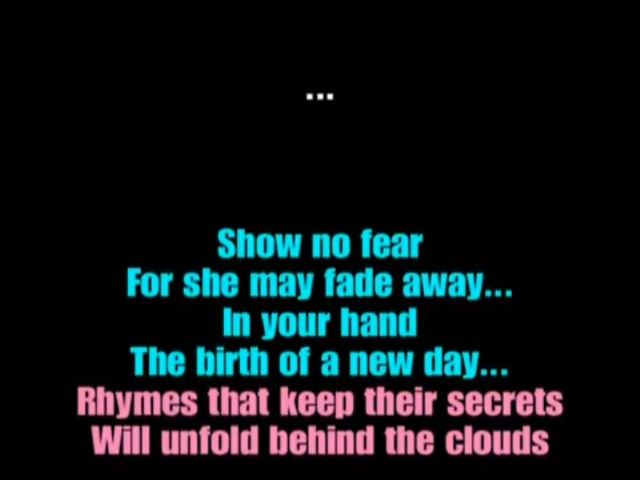 ...
Show no fear
For she may fade away...
In your hand
The birth of a new day...
Rhymes that keep their secrets
Will unfold behind the clouds